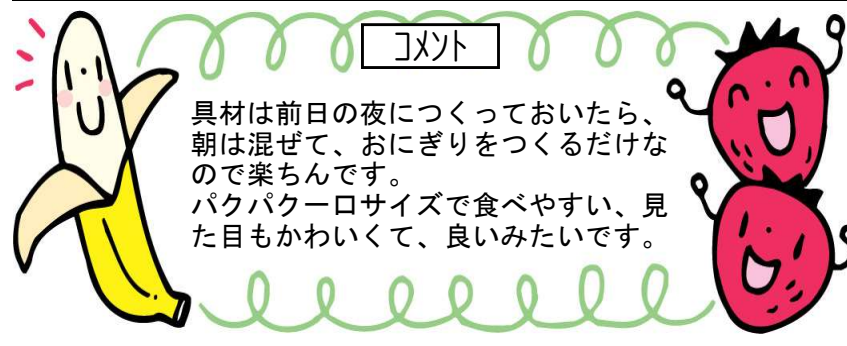 コメント
具材は前日の夜につくっておいたら、
朝は混ぜて、おにぎりをつくるだけな
ので楽ちんです。
パクパク一口サイズで食べやすい、見
た目もかわいくて、良いみたいです。